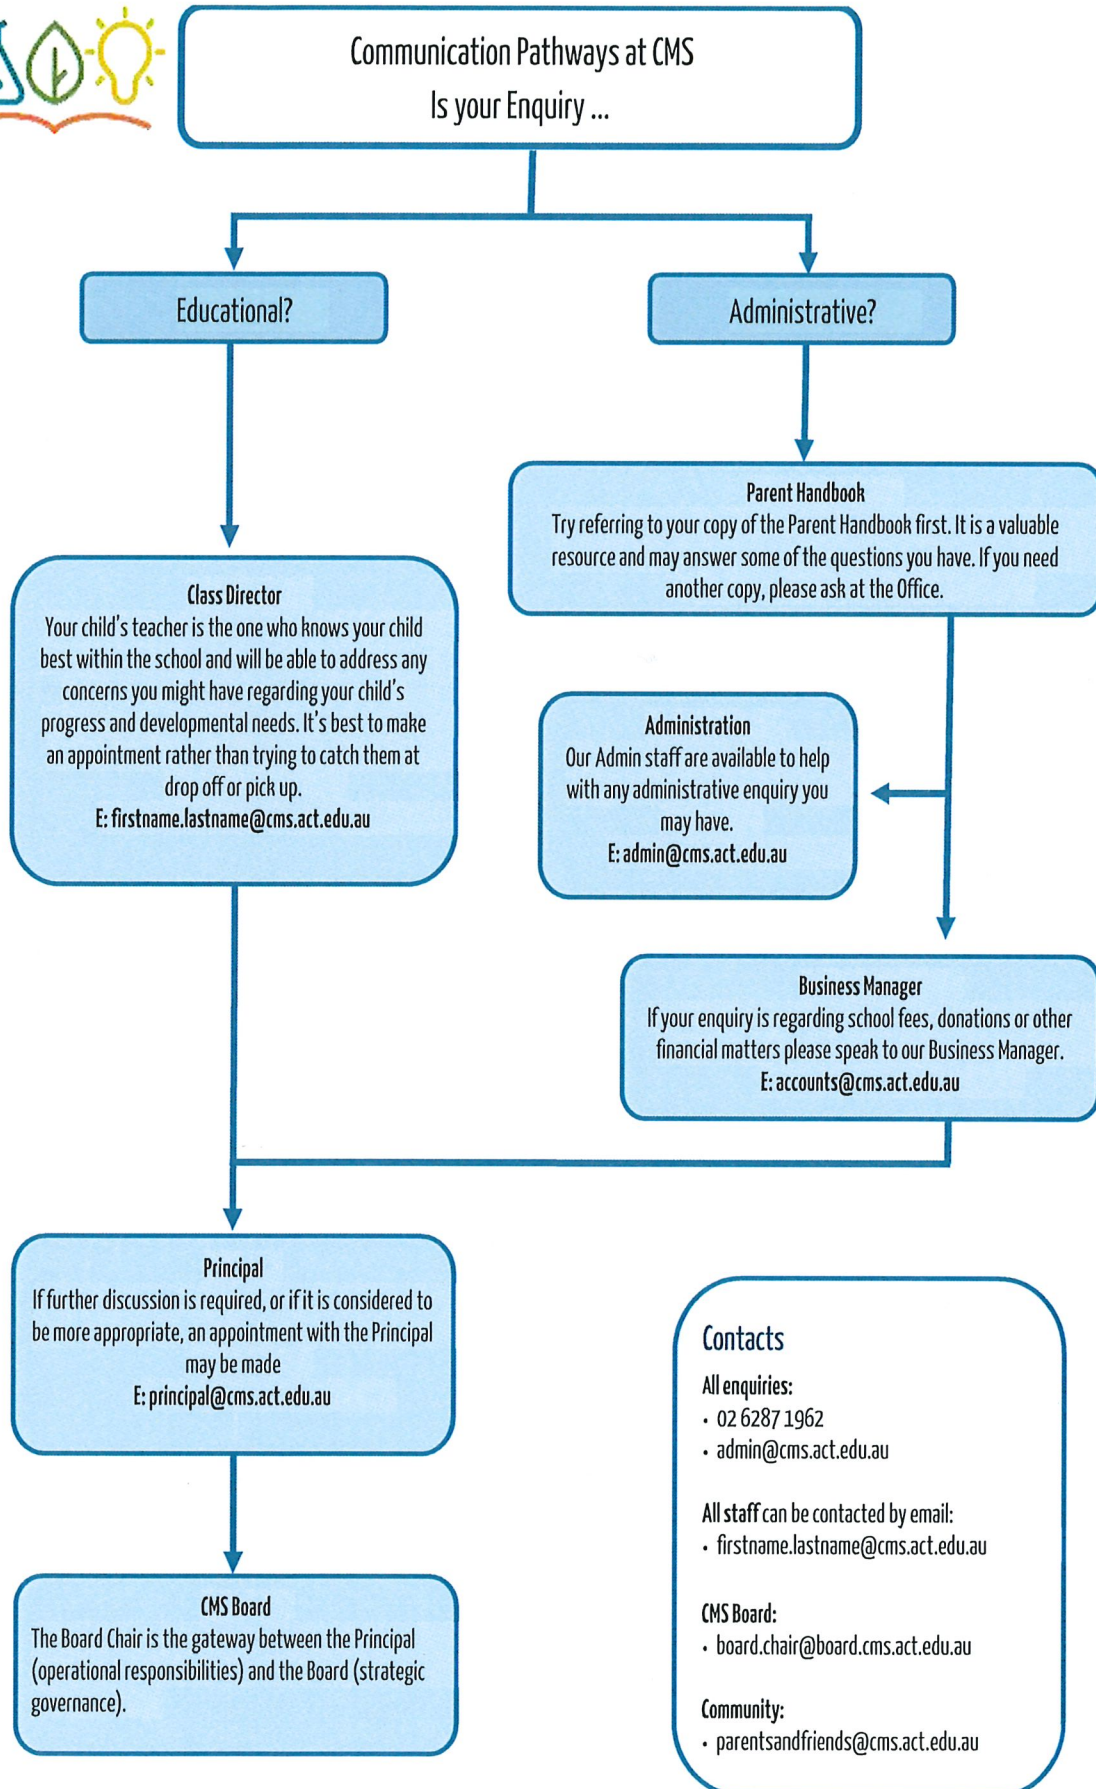 Communication Pathways at CMS
Is your Enquiry ...
Educational?
Administrative?
Parent Handbook
Try referring to your copy of the Parent Handbook first. It is a valuable
resource and may answer some of the questions you have. If you need
another copy, please ask at the Office.
Class Director
Your child's teacher is the one who knows your child
best within the school and will be able to address any
concerns you might have regarding your child's
progress and developmental needs. It's best to make
an appointment rather than trying to catch them at
drop off or pick up.
E: firstname.lastname@cms.act.edu.au
Administration
Our Admin staff are available to help
with any administrative enquiry you
may have.
E: admin@cms.act.edu.au
Business Manager
If your enquiry is regarding school fees, donations or other
financial matters please speak to our Business Manager.
E: accounts@cms.act.edu.au
Principal
If further discussion is required, or if it is considered to
be more appropriate, an appointment with the Principal
may be made
E: principal@cms.act.edu.au
CMS Board
The Board Chair is the gateway between the Principal
(operational responsibilities) and the Board (strategic
governance).
Contacts
All enquiries:
• 02 6287 1962
• admin@cms.act.edu.au
All staff can be contacted by email:
• firstname.lastname@cms.act.edu.au
CMS Board:
• board.chair@board.cms.act.edu.au
Community:
• parentsandfriends@cms.act.edu.au